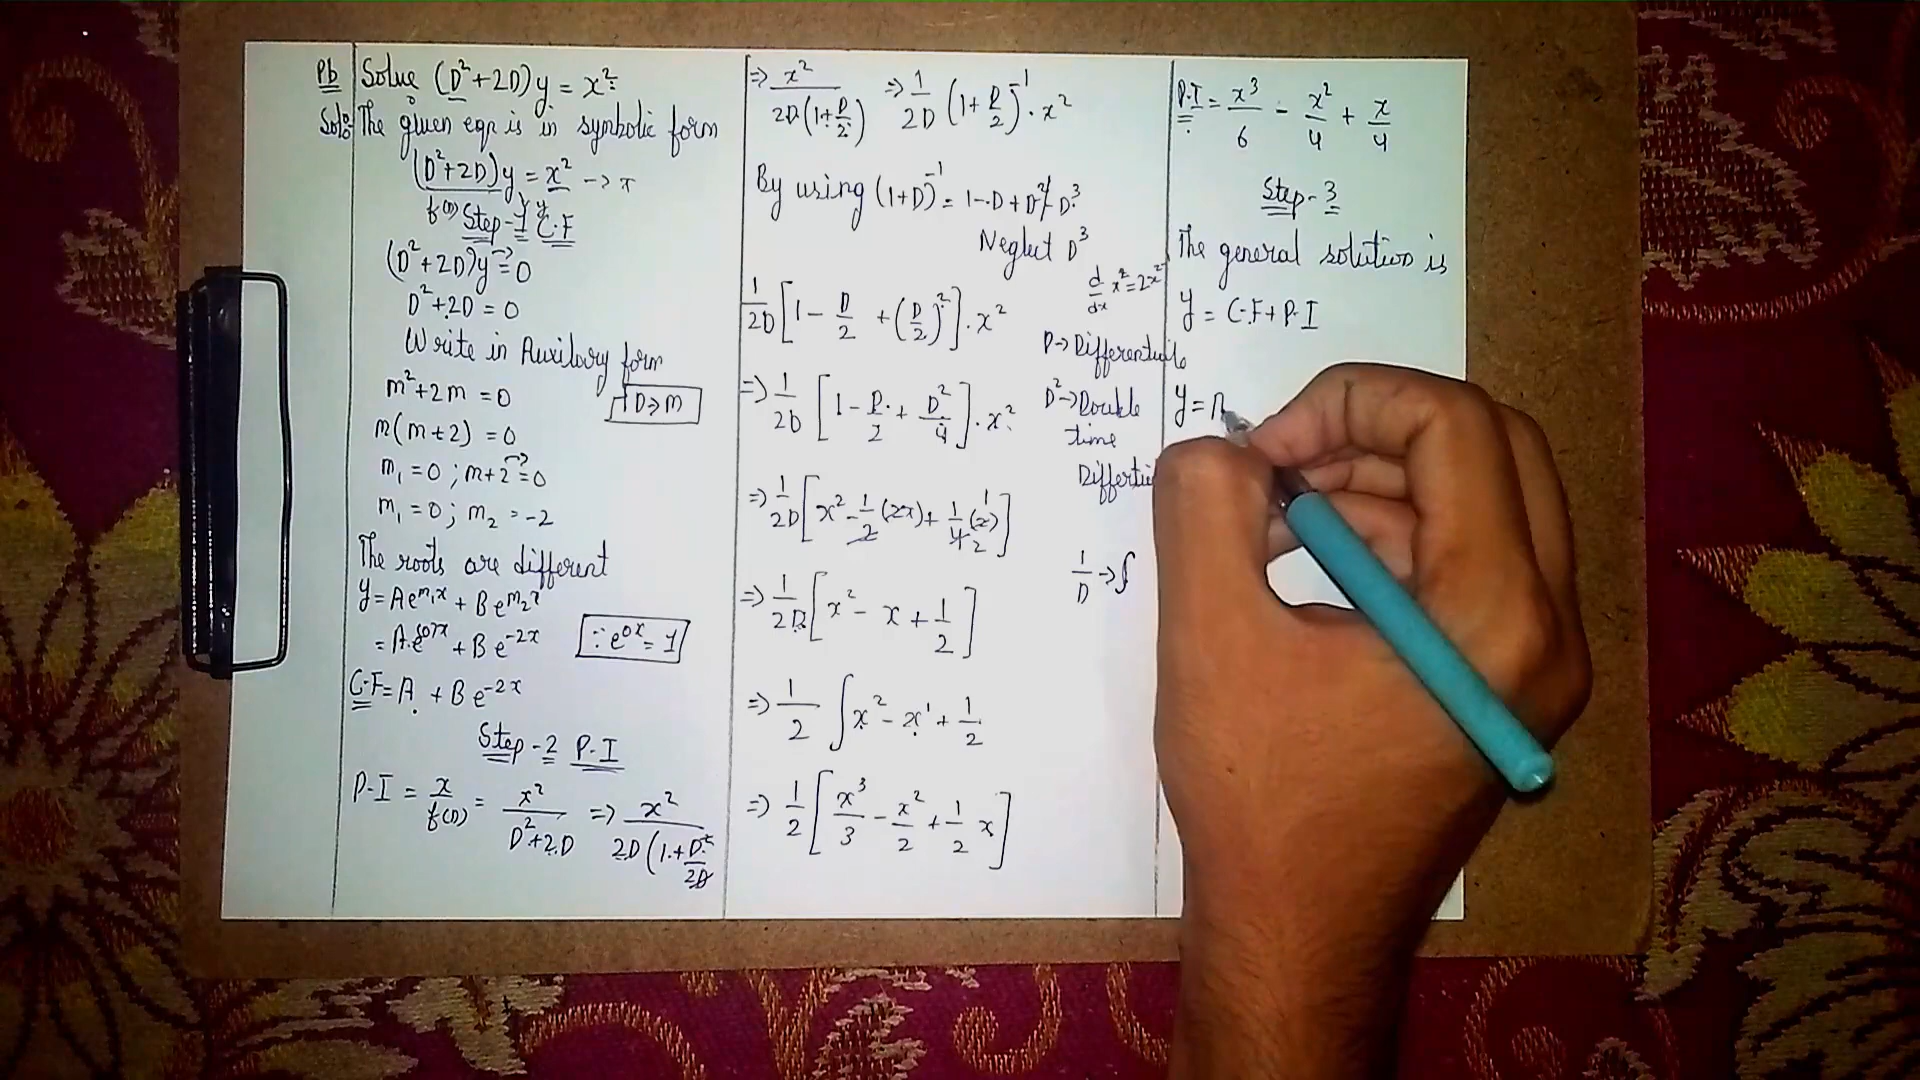 Pb Solve (D² + 2D)y = x²
Sol: The given eqn is in symbolic form
(D²+2D)y = x² → x
f(D)
Step-1 C.F
(D²+2D)y = 0
D²+2D = 0
Write in Auxilary form
m²+2m = 0
D→m
m(m+2) = 0
m₁ = 0 ; m+2 = 0
m₁ = 0 ; m₂ = -2
The roots are different
y = Ae^m₁x + Be^m₂x
= A.e^(0)x + Be^-2x
∵ e^0x = 1
C.F = A + Be^-2x
Step-2 P-I
P-I = x/f(D) = x²/(D²+2D) => x²/(2D(1+D²/2D))
=> x²/(2D(1+D/2)) => 1/2D (1+D/2)⁻¹ . x²
By using (1+D)⁻¹ = 1-D+D²-D³
Neglect D³
d/dx x² = 2x
1/2D [1 - D/2 + (D/2)²] . x²
D→Differentiate
=> 1/2D [1 - D/2 + D²/4] . x²
D²→Double
time
=> 1/2D [x² - 1/2 (2x) + 1/4 (2)]
1/D → ∫
=> 1/2D [x² - x + 1/2]
=> 1/2 ∫ x² - x¹ + 1/2
=> 1/2 [x³/3 - x²/2 + 1/2 x]
P.I = x³/6 - x²/4 + x/4
Step-3
The general solution is
y = C.F + P.I
y =